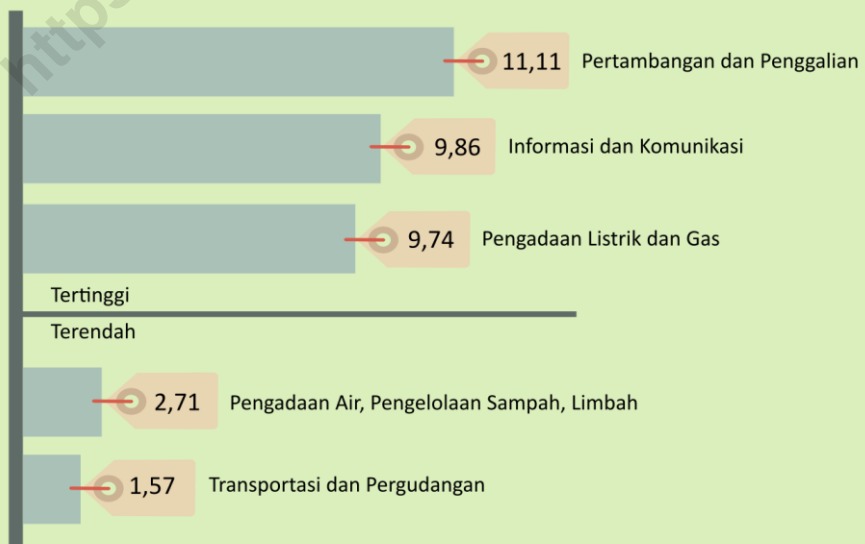 https
11,11 Pertambangan dan Penggalian
9,86 Informasi dan Komunikasi
9,74 Pengadaan Listrik dan Gas
Tertinggi
Terendah
2,71 Pengadaan Air, Pengelolaan Sampah, Limbah
1,57 Transportasi dan Pergudangan